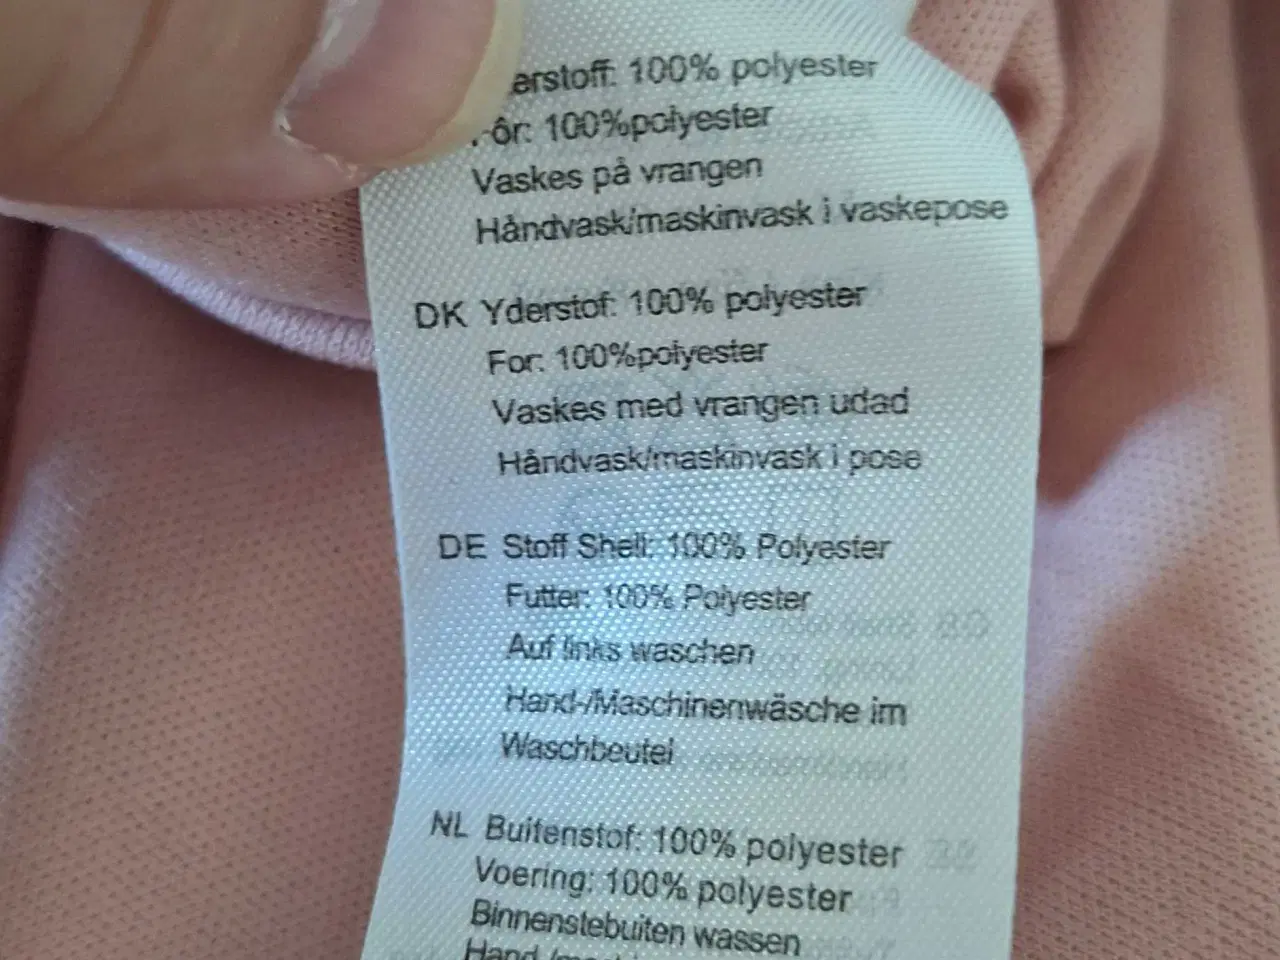 100% polyester
100%polyester
Vaskes på vrangen
Håndvask/maskinvask i vaskepose
DK Yderstof: 100% polyester
For: 100%polyester
Vaskes med vrangen udad
Håndvask/maskinvask i pose
DE Stoff Shell: 100% Polyester
Futter: 100% Polyester
Auf links waschen
Hand-/Maschinenwäsche im
Waschbeutel
NL Buitenstof: 100% polyester
Voering: 100% polyester
Binnenstebuiten wassen